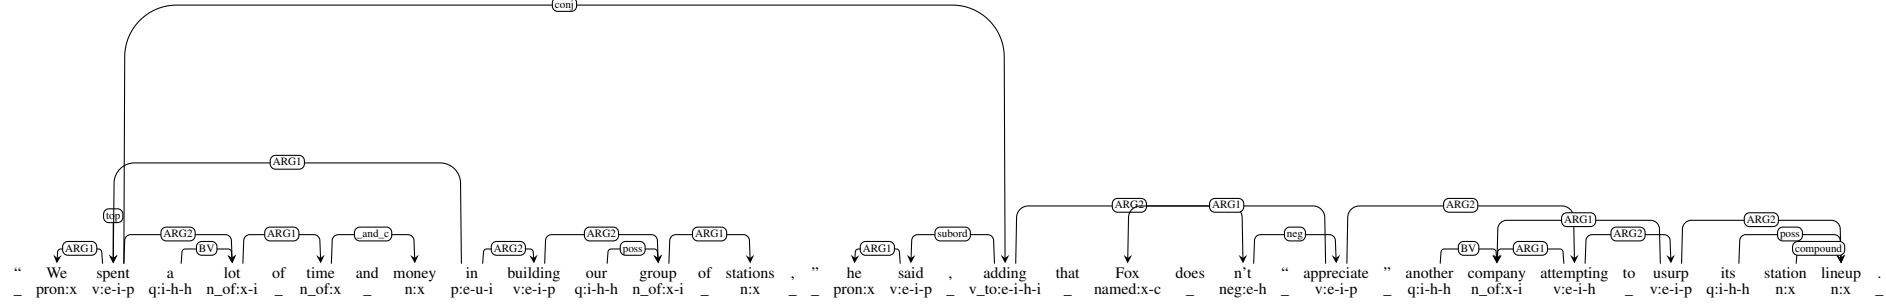 conj
ARG1
top
ARG2 ARG1 ARG2 ARG2 ARG1
ARG1 BV ARG2 ARG1 _and_c ARG2 poss ARG1 ARG1 subord neg BV ARG1 ARG2 poss compound
“ We spent a lot of time and money in building our group of stations , ” he said , adding that Fox does n't “ appreciate ” another company attempting to usurp its station lineup .
_ pron:x v:e-i-p q:i-h-h n_of:x-i _ n_of:x _ n:x p:e-u-i v:e-i-p q:i-h-h n_of:x-i _ n:x _ _ pron:x v:e-i-p _ v_to:e-i-h-i _ named:x-c _ neg:e-h _ v:e-i-p _ q:i-h-h n_of:x-i v:e-i-h _ v:e-i-p q:i-h-h n:x n:x _